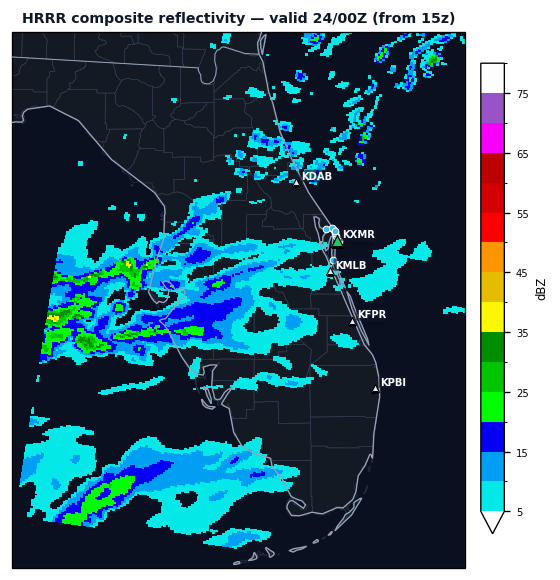 HRRR composite reflectivity — valid 24/00Z (from 15z)
KDAB
KXMR
KMLB
KFPR
KPBI
75
65
55
45
35
25
15
5
dBZ